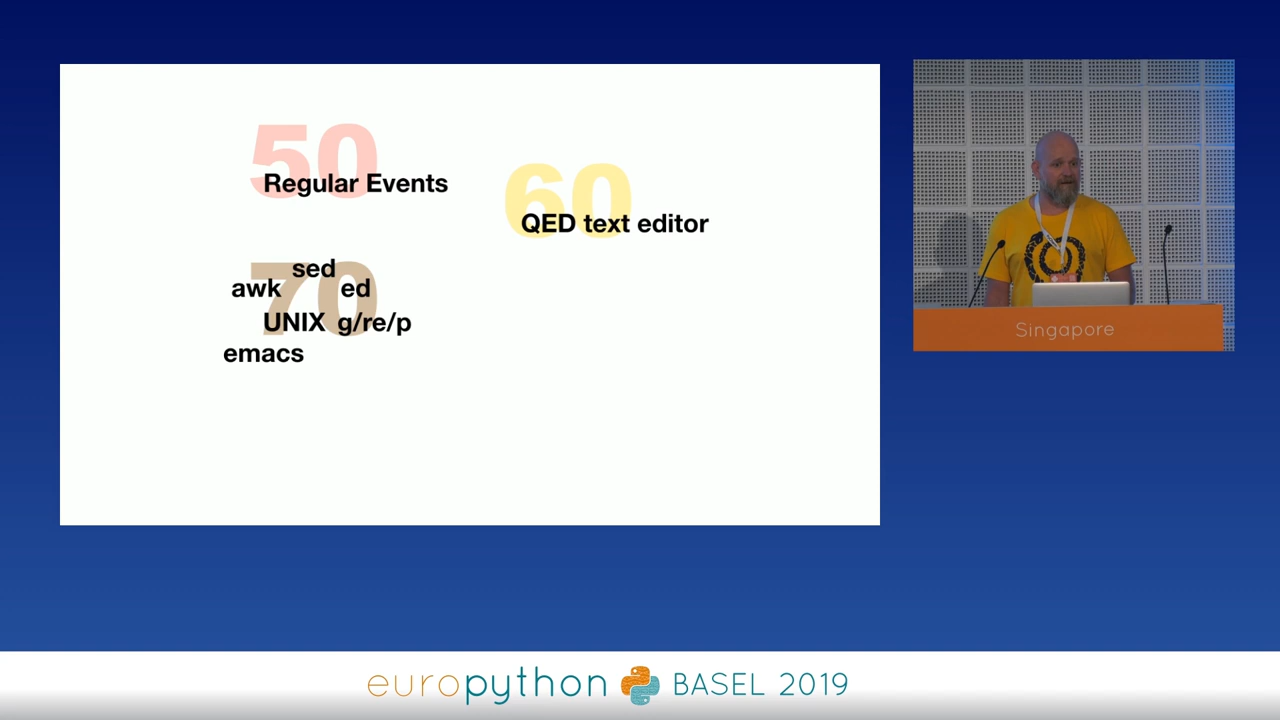 50
Regular Events
60
QED text editor
70
sed
awk ed
UNIX g/re/p
emacs
Singapore
europython BASEL 2019